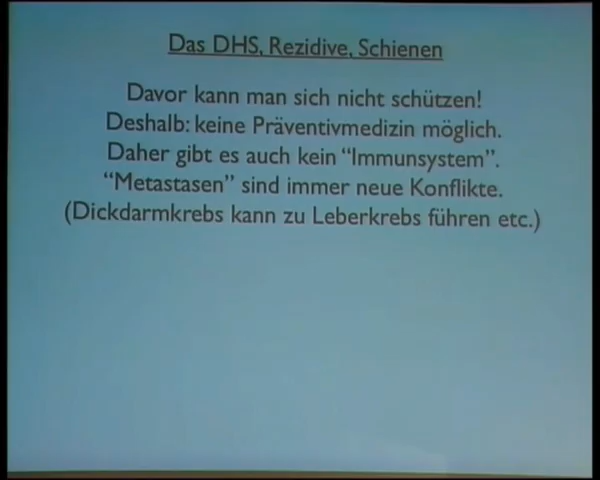 Das DHS, Rezidive, Schienen
Davor kann man sich nicht schützen!
Deshalb: keine Präventivmedizin möglich.
Daher gibt es auch kein “Immunsystem”.
“Metastasen” sind immer neue Konflikte.
(Dickdarmkrebs kann zu Leberkrebs führen etc.)